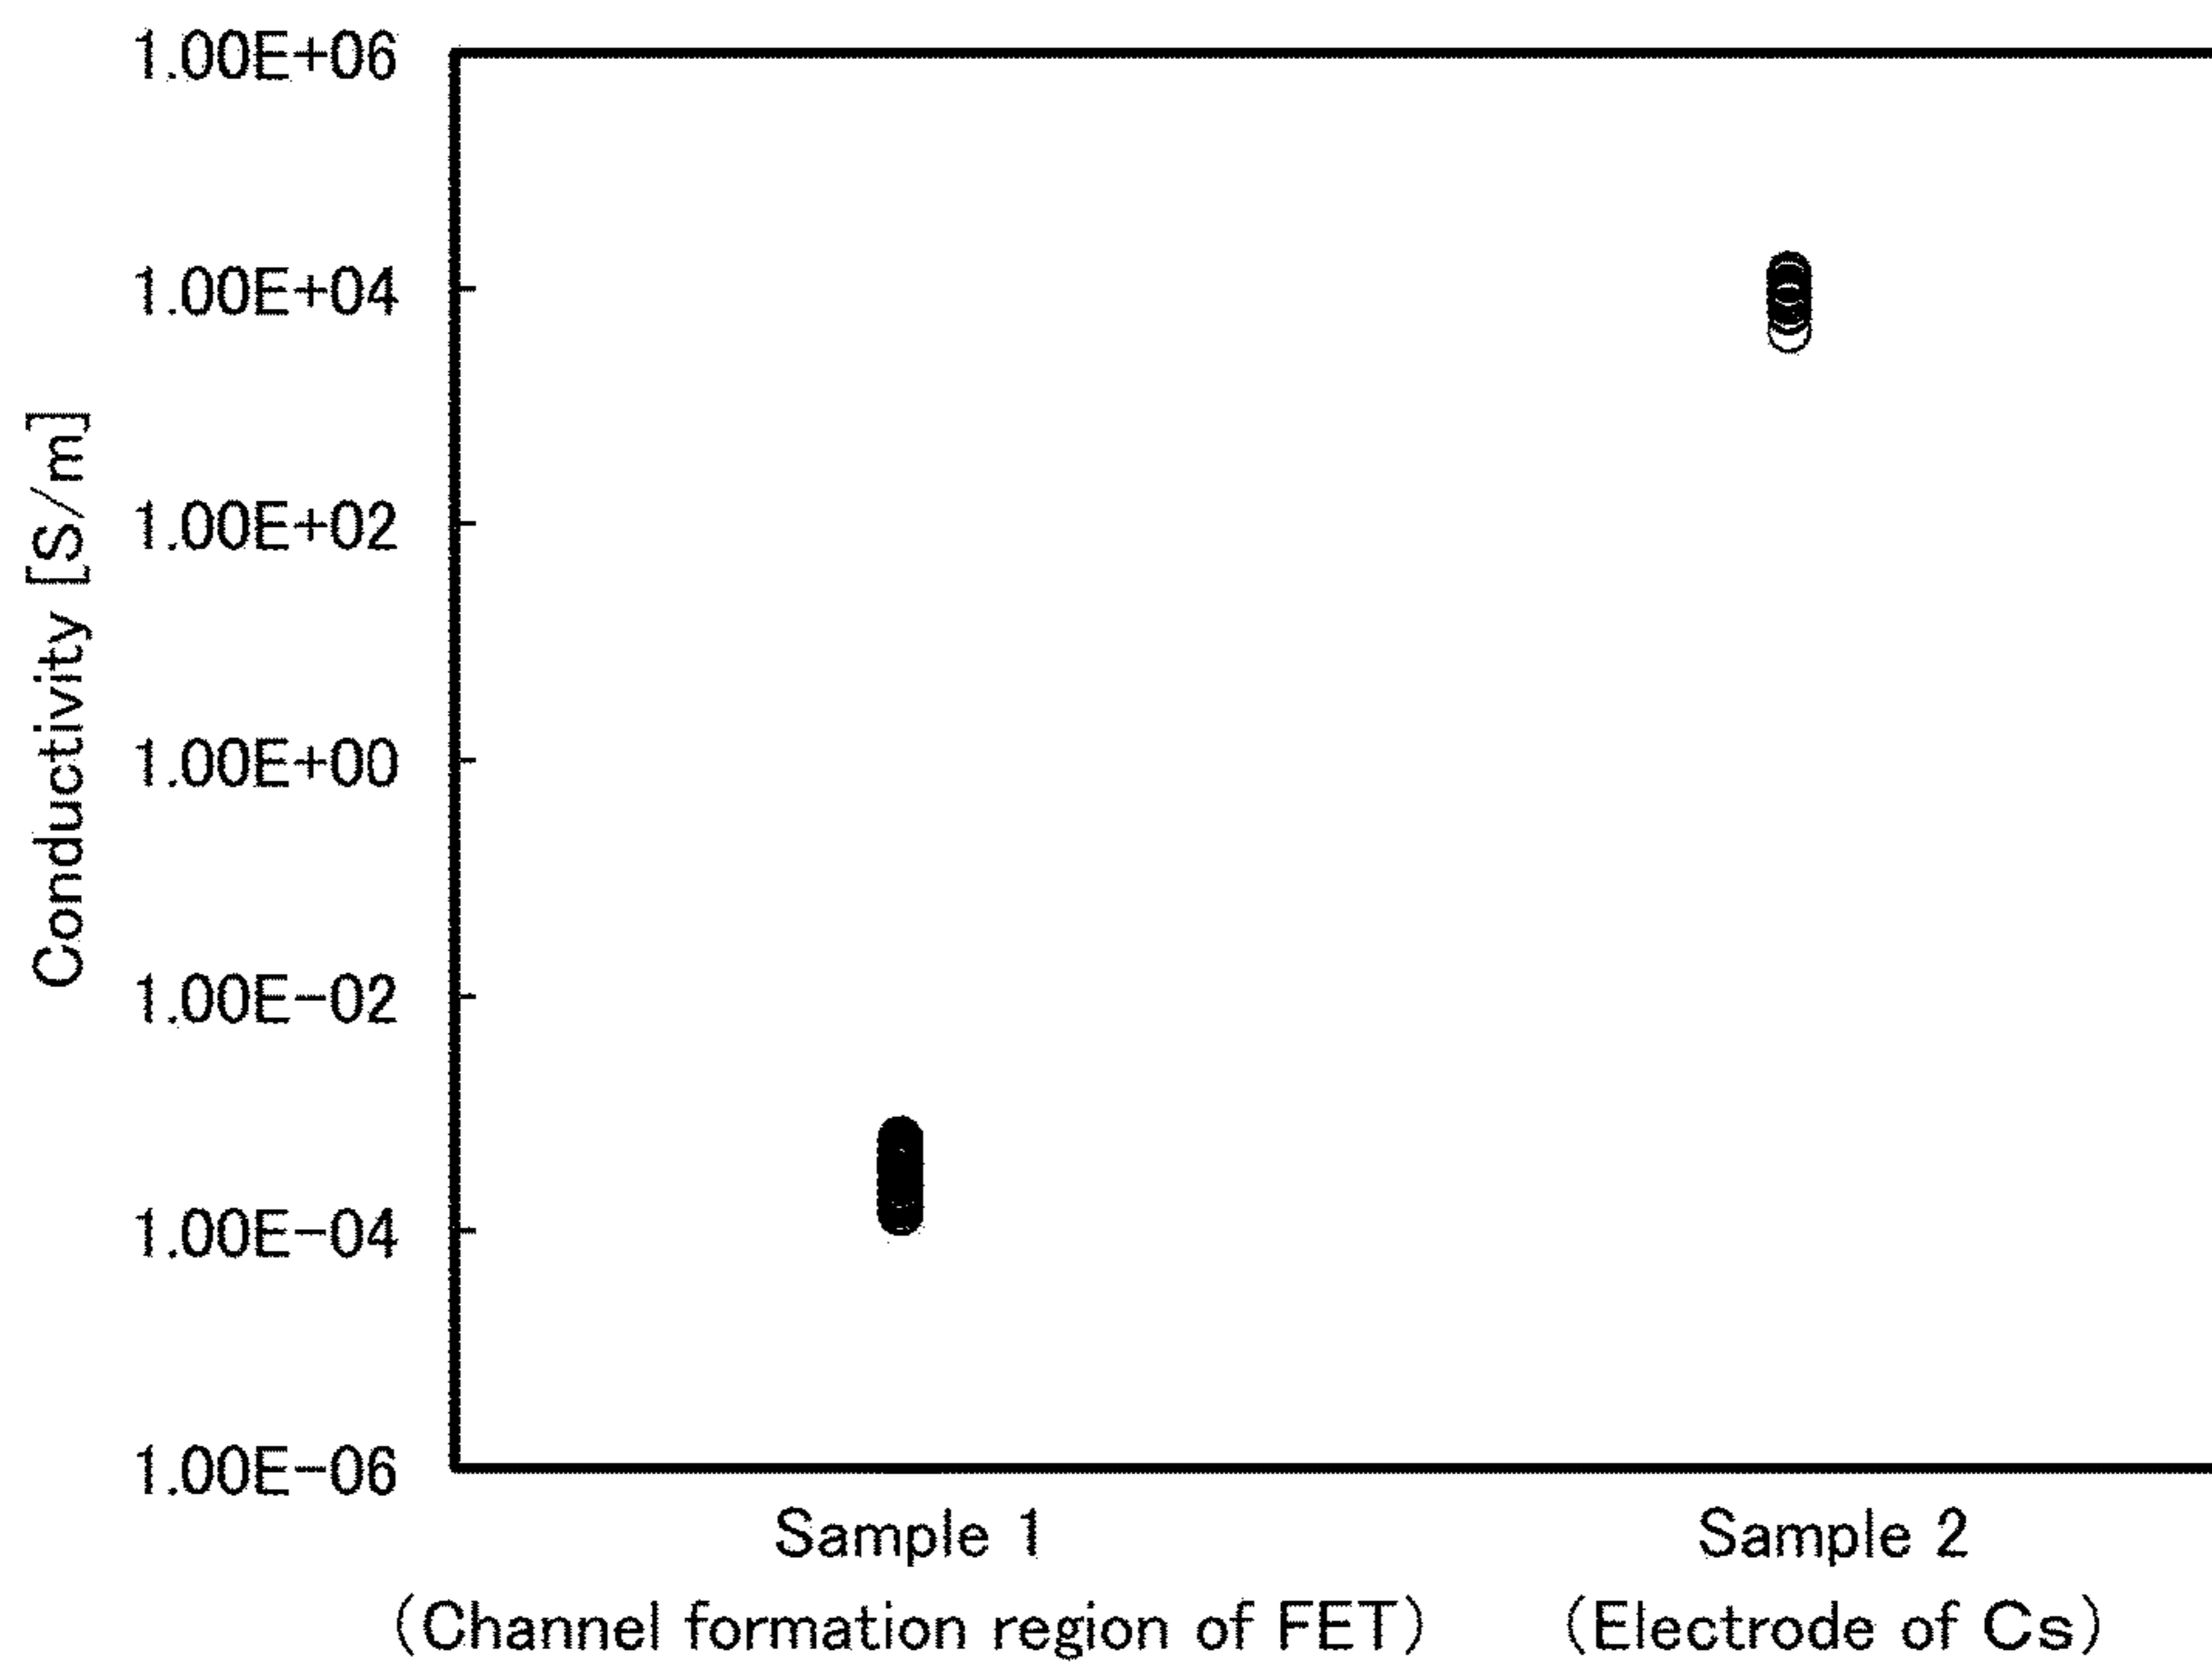 1.00E+06
1.00E+04
1.00E+02
1.00E+00
1.00E-02
1.00E-04
1.00E-06
Conductivity [S/m]
Sample 1
(Channel formation region of FET)
Sample 2
(Electrode of Cs)